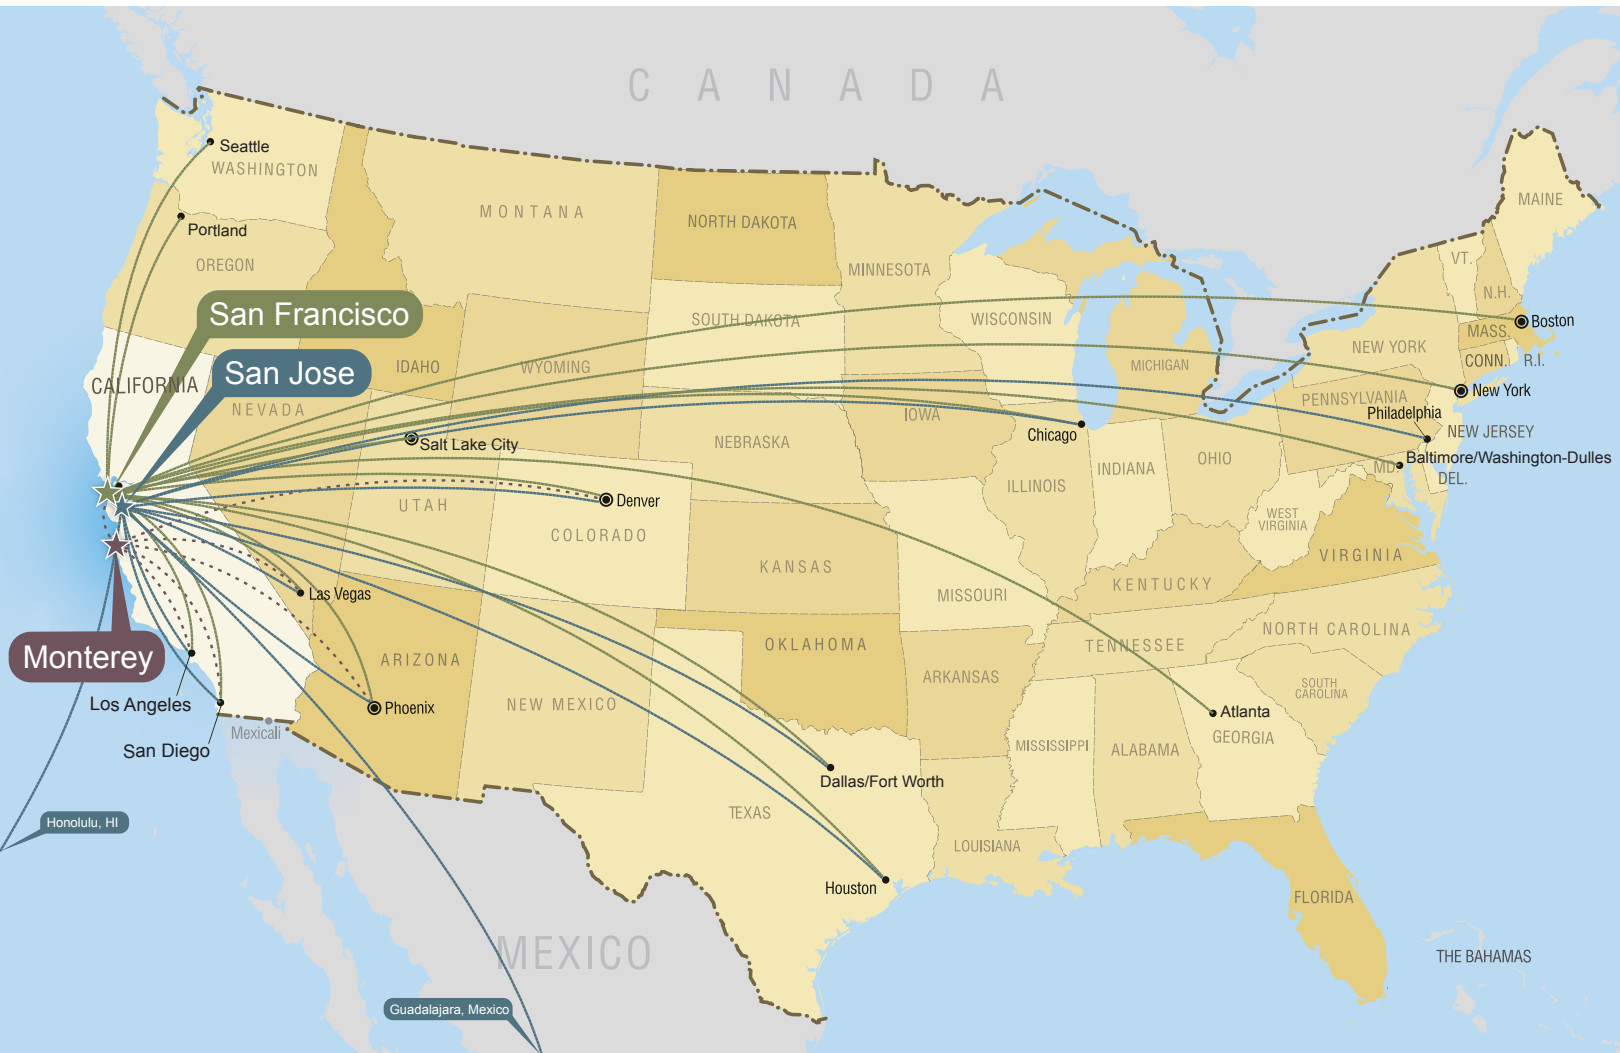 CANADA
Seattle
WASHINGTON
MONTANA
NORTH DAKOTA
MAINE
Portland
OREGON
MINNESOTA
VT.
N.H.
San Francisco
SOUTH DAKOTA
WISCONSIN
Boston
MASS.
NEW YORK
CONN.
R.I.
IDAHO
WYOMING
MICHIGAN
San Jose
CALIFORNIA
NEVADA
New York
PENNSYLVANIA
Philadelphia
IOWA
Chicago
NEW JERSEY
Salt Lake City
NEBRASKA
OHIO
Baltimore/Washington-Dulles
INDIANA
MD.
DEL.
ILLINOIS
UTAH
Denver
COLORADO
WEST
VIRGINIA
VIRGINIA
KANSAS
KENTUCKY
Las Vegas
MISSOURI
NORTH CAROLINA
Monterey
OKLAHOMA
TENNESSEE
ARIZONA
ARKANSAS
SOUTH
CAROLINA
Los Angeles
Phoenix
NEW MEXICO
Atlanta
Mexicali
GEORGIA
San Diego
MISSISSIPPI
ALABAMA
Dallas/Fort Worth
TEXAS
Honolulu, HI
LOUISIANA
Houston
FLORIDA
MEXICO
THE BAHAMAS
Guadalajara, Mexico